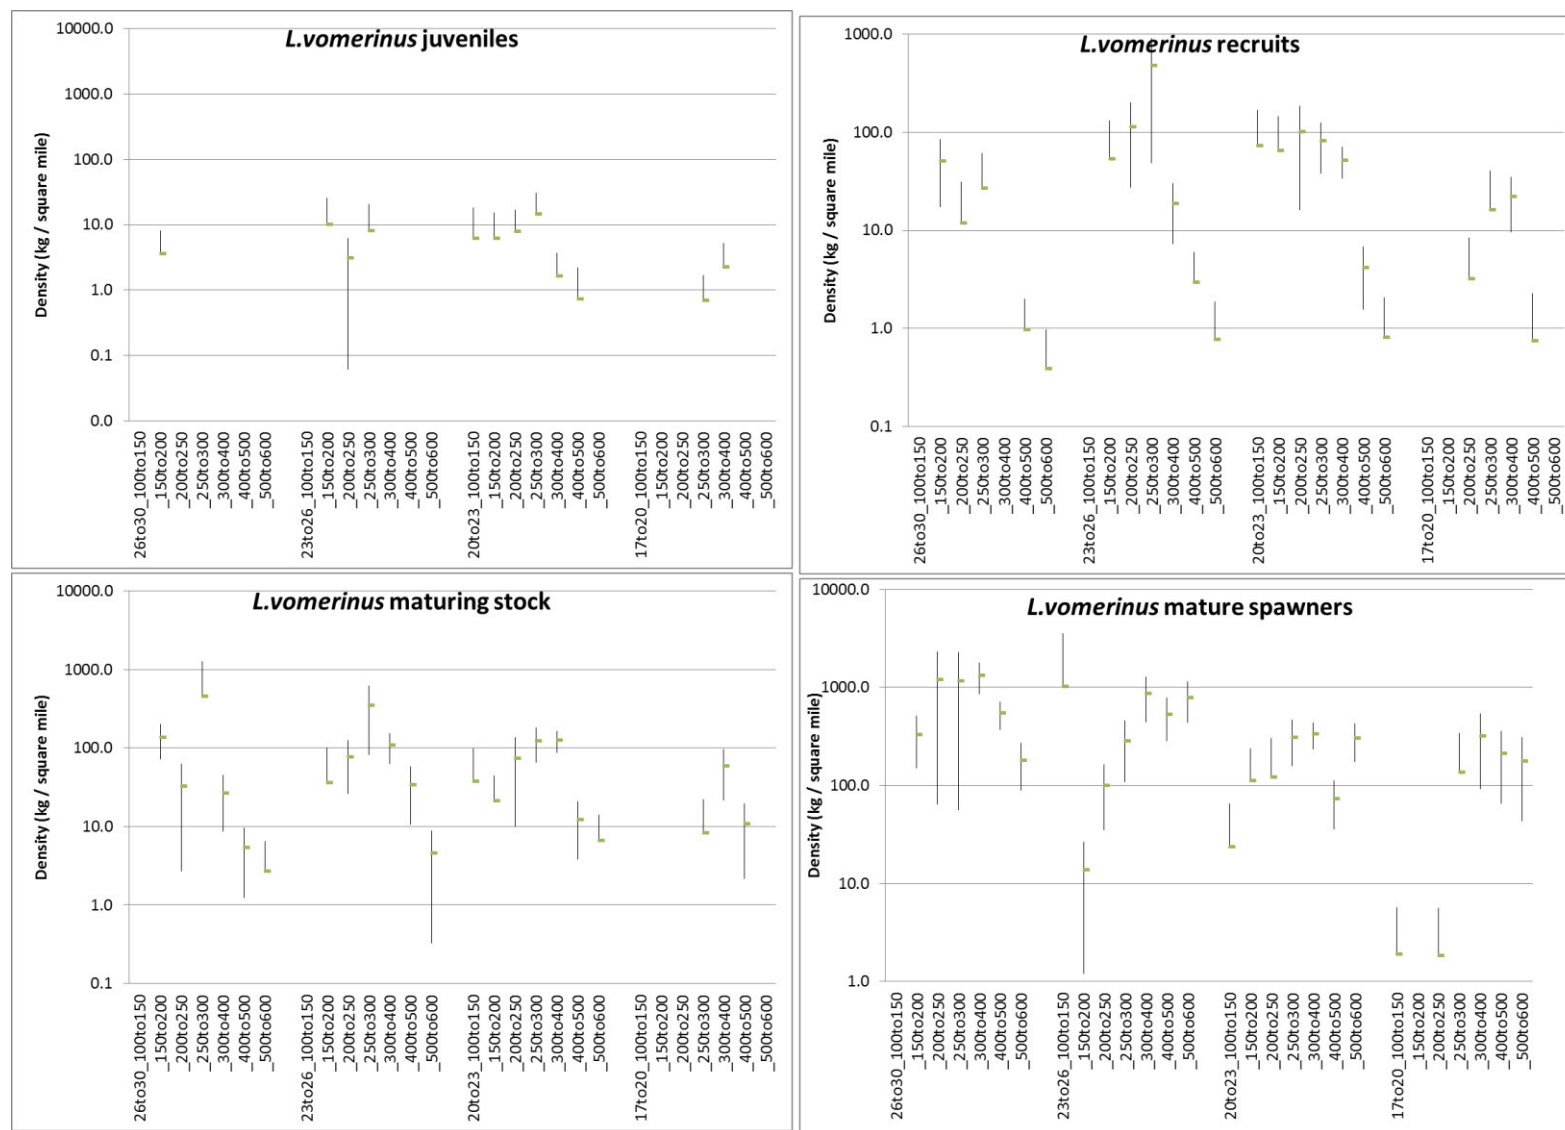 L.vomerinus juveniles
Density (kg / square mile)
10000.0
1000.0
100.0
10.0
1.0
0.1
0.0
26to30_100to150
_150to200
_200to250
_250to300
_300to400
_400to500
_500to600
23to26_100to150
_150to200
_200to250
_250to300
_300to400
_400to500
_500to600
20to23_100to150
_150to200
_200to250
_250to300
_300to400
_400to500
_500to600
17to20_100to150
_150to200
_200to250
_250to300
_300to400
_400to500
_500to600
L.vomerinus recruits
Density (kg / square mile)
1000.0
100.0
10.0
1.0
0.1
26to30_100to150
_150to200
_200to250
_250to300
_300to400
_400to500
_500to600
23to26_100to150
_150to200
_200to250
_250to300
_300to400
_400to500
_500to600
20to23_100to150
_150to200
_200to250
_250to300
_300to400
_400to500
_500to600
17to20_100to150
_150to200
_200to250
_250to300
_300to400
_400to500
_500to600
L.vomerinus maturing stock
Density (kg / square mile)
10000.0
1000.0
100.0
10.0
1.0
0.1
26to30_100to150
_150to200
_200to250
_250to300
_300to400
_400to500
_500to600
23to26_100to150
_150to200
_200to250
_250to300
_300to400
_400to500
_500to600
20to23_100to150
_150to200
_200to250
_250to300
_300to400
_400to500
_500to600
17to20_100to150
_150to200
_200to250
_250to300
_300to400
_400to500
_500to600
L.vomerinus mature spawners
Density (kg / square mile)
10000.0
1000.0
100.0
10.0
1.0
26to30_100to150
_150to200
_200to250
_250to300
_300to400
_400to500
_500to600
23to26_100to150
_150to200
_200to250
_250to300
_300to400
_400to500
_500to600
20to23_100to150
_150to200
_200to250
_250to300
_300to400
_400to500
_500to600
17to20_100to150
_150to200
_200to250
_250to300
_300to400
_400to500
_500to600